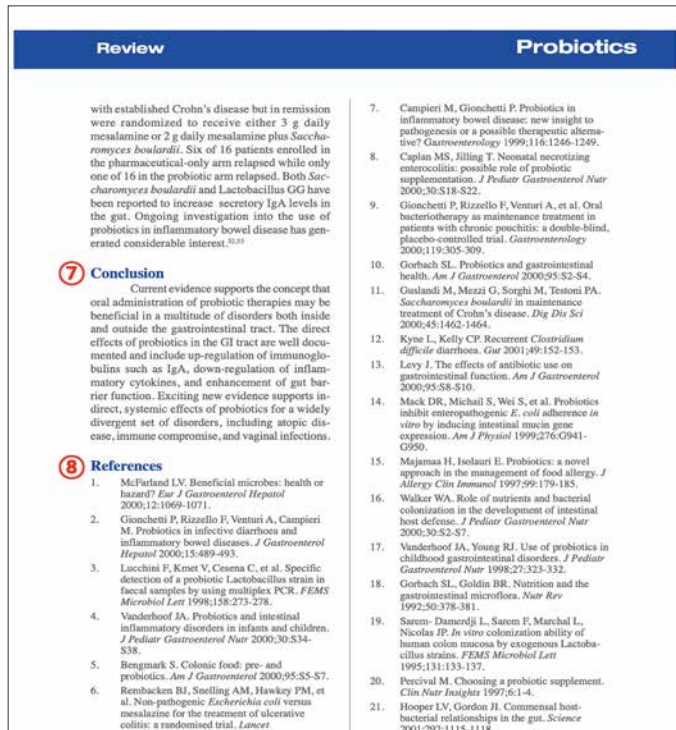 Review
Probiotics
with established Crohn's disease but in remission
were randomized to receive either 3 g daily
mesalamine or 2 g daily mesalamine plus Saccha-
romyces boulardii. Six of 16 patients enrolled in
the pharmaceutical-only arm relapsed while only
one of 16 in the probiotic arm relapsed. Both Sac-
charomyces boulardii and Lactobacillus GG have
been reported to increase secretory IgA levels in
the gut. Ongoing investigation into the use of
probiotics in inflammatory bowel disease has gen-
erated considerable interest.52,53
7 Conclusion
Current evidence supports the concept that
oral administration of probiotic therapies may be
beneficial in a multitude of disorders both inside
and outside the gastrointestinal tract. The direct
effects of probiotics in the GI tract are well docu-
mented and include up-regulation of immunoglo-
bulins such as IgA, down-regulation of inflam-
matory cytokines, and enhancement of gut bar-
rier function. Exciting new evidence supports in-
direct, systemic effects of probiotics for a widely
divergent set of disorders, including atopic dis-
ease, immune compromise, and vaginal infections.
8 References
1. McFarland LV. Beneficial microbes: health or
hazard? Eur J Gastroenterol Hepatol
2000;12:1069-1071.
2. Gionchetti P, Rizzello F, Venturi A, Campieri
M. Probiotics in infective diarrhoea and
inflammatory bowel diseases. J Gastroenterol
Hepatol 2000;15:489-493.
3. Lucchini F, Kmet V, Cesena C, et al. Specific
detection of a probiotic Lactobacillus strain in
faecal samples by using multiplex PCR. FEMS
Microbiol Lett 1998;158:273-278.
4. Vanderhoof JA. Probiotics and intestinal
inflammatory disorders in infants and children.
J Pediatr Gastroenterol Nutr 2000;30:S34-
S38.
5. Bengmark S. Colonic food: pre- and
probiotics. Am J Gastroenterol 2000;95:S5-S7.
6. Rembacken BJ, Snelling AM, Hawkey PM, et
al. Non-pathogenic Escherichia coli versus
mesalazine for the treatment of ulcerative
colitis: a randomised trial. Lancet
7. Campieri M, Gionchetti P. Probiotics in
inflammatory bowel disease: new insight to
pathogenesis or a possible therapeutic alterna-
tive? Gastroenterology 1999;116:1246-1249.
8. Caplan MS, Jilling T. Neonatal necrotizing
enterocolitis: possible role of probiotic
supplementation. J Pediatr Gastroenterol Nutr
2000;30:S18-S22.
9. Gionchetti P, Rizzello F, Venturi A, et al. Oral
bacteriotherapy as maintenance treatment in
patients with chronic pouchitis: a double-blind,
placebo-controlled trial. Gastroenterology
2000;119:305-309.
10. Gorbach SL. Probiotics and gastrointestinal
health. Am J Gastroenterol 2000;95:S2-S4.
11. Guslandi M, Mezzi G, Sorghi M, Testoni PA.
Saccharomyces boulardii in maintenance
treatment of Crohn's disease. Dig Dis Sci
2000;45:1462-1464.
12. Kyne L, Kelly CP. Recurrent Clostridium
difficile diarrhoea. Gut 2001;49:152-153.
13. Levy J. The effects of antibiotic use on
gastrointestinal function. Am J Gastroenterol
2000;95:S8-S10.
14. Mack DR, Michail S, Wei S, et al. Probiotics
inhibit enteropathogenic E. coli adherence in
vitro by inducing intestinal mucin gene
expression. Am J Physiol 1999;276:G941-
G950.
15. Majamaa H, Isolauri E. Probiotics: a novel
approach in the management of food allergy. J
Allergy Clin Immunol 1997;99:179-185.
16. Walker WA. Role of nutrients and bacterial
colonization in the development of intestinal
host defense. J Pediatr Gastroenterol Nutr
2000;30:S2-S7.
17. Vanderhoof JA, Young RJ. Use of probiotics in
childhood gastrointestinal disorders. J Pediatr
Gastroenterol Nutr 1998;27:323-332.
18. Gorbach SL, Goldin BR. Nutrition and the
gastrointestinal microflora. Nutr Rev
1992;50:378-381.
19. Sarem- Damerdji L, Sarem F, Marchal L,
Nicolas JP. In vitro colonization ability of
human colon mucosa by exogenous Lactoba-
cillus strains. FEMS Microbiol Lett
1995;131:133-137.
20. Percival M. Choosing a probiotic supplement.
Clin Nutr Insights 1997;6:1-4.
21. Hooper LV, Gordon JI. Commensal host-
bacterial relationships in the gut. Science
2001;292:1115-1118.